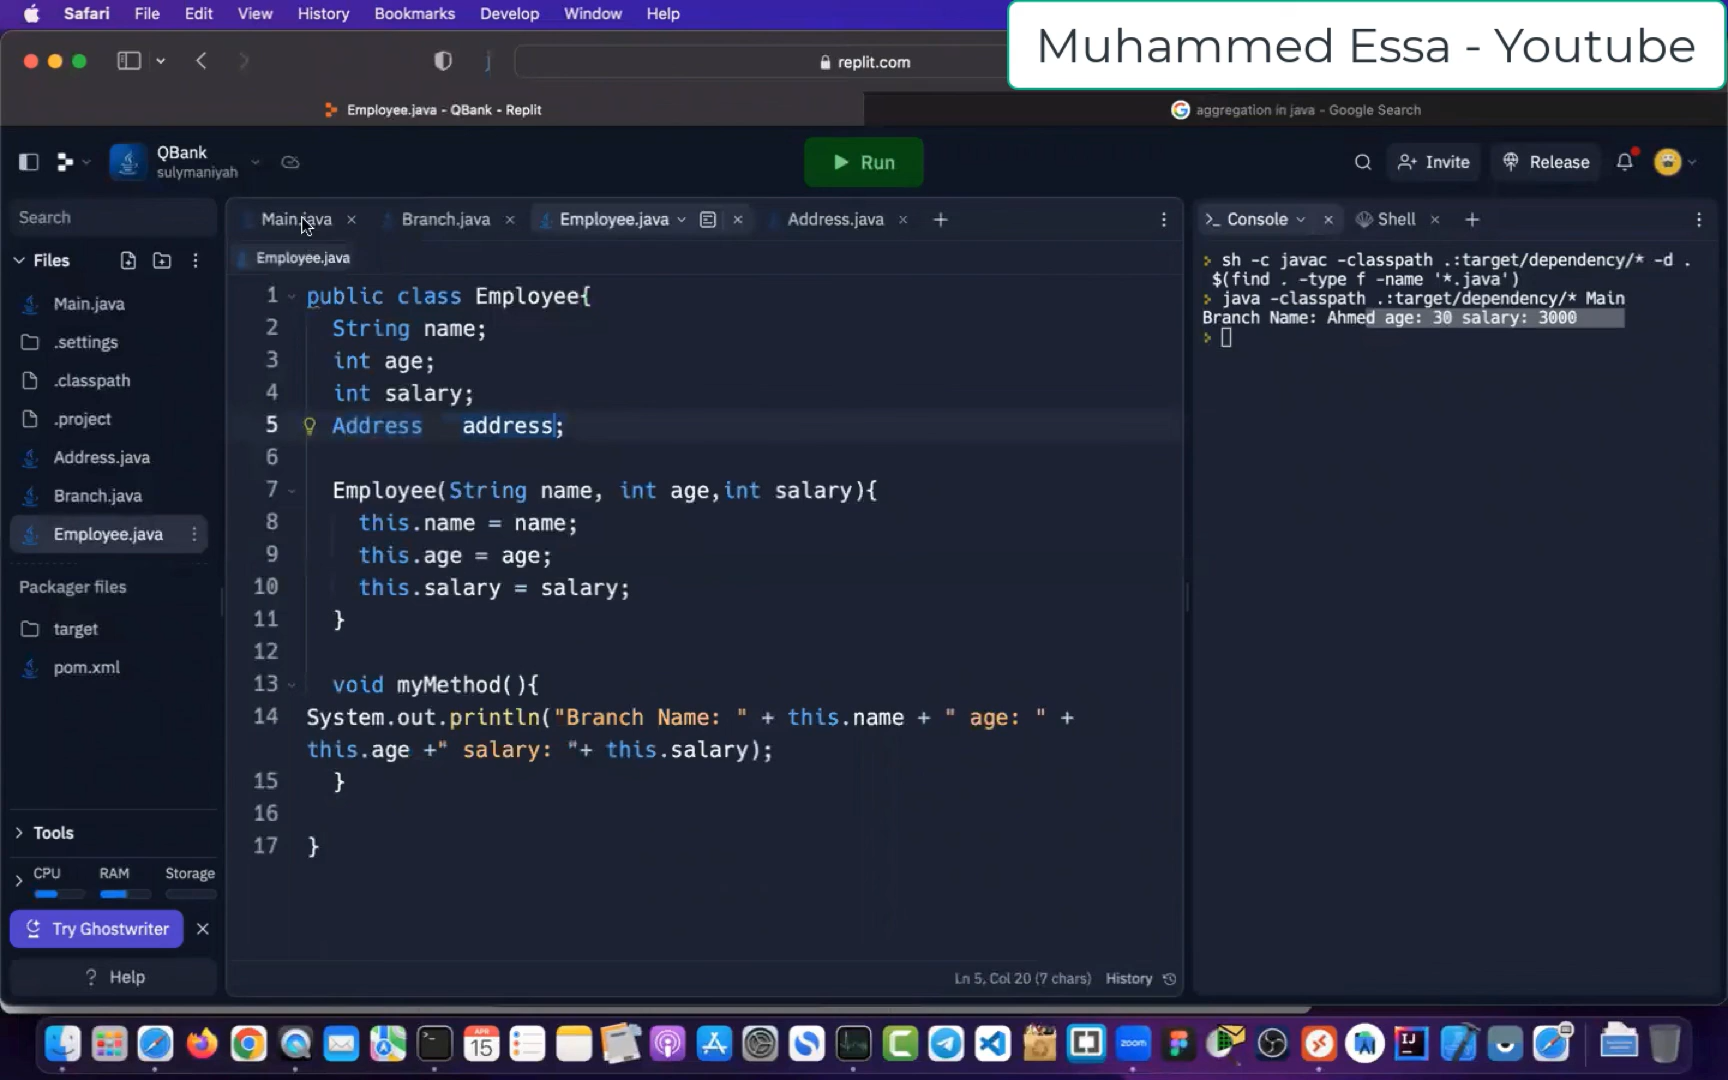 Safari File Edit View History Bookmarks Develop Window Help
Muhammed Essa - Youtube
replit.com
Employee.java - QBank - Replit
aggregation in java - Google Search
QBank
sulymaniyah
Run
Invite
Release
Search
Main.java
Branch.java
Employee.java
Address.java
Console
Shell
Files
Employee.java
Main.java
.settings
.classpath
.project
Address.java
Branch.java
Employee.java
Packager files
target
pom.xml
Tools
CPU RAM Storage
Try Ghostwriter
? Help
1 public class Employee{
2 String name;
3 int age;
4 int salary;
5 Address address;
6
7 Employee(String name, int age,int salary){
8 this.name = name;
9 this.age = age;
10 this.salary = salary;
11 }
12
13 void myMethod(){
14 System.out.println("Branch Name: " + this.name + " age: " +
this.age +" salary: "+ this.salary);
15 }
16
17 }
Ln 5, Col 20 (7 chars) History
> sh -c javac -classpath .:target/dependency/* -d .
$(find . -type f -name '*.java')
> java -classpath .:target/dependency/* Main
Branch Name: Ahmed age: 30 salary: 3000
>
APR
15
zoom
IJ